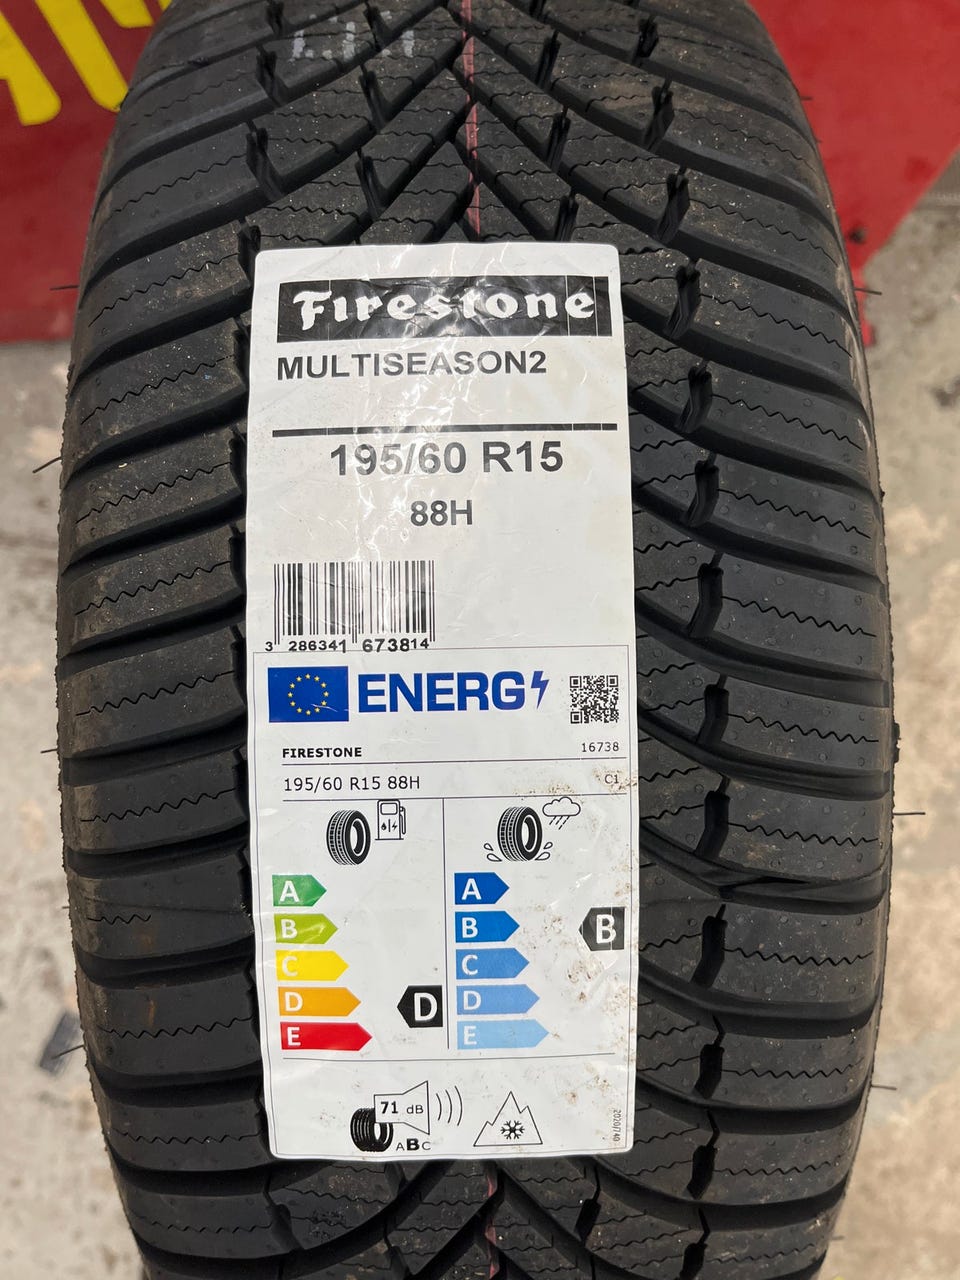 Firestone
MULTISEASON2
195/60 R15
88H
3 286341 673814
ENERG
FIRESTONE 16738
195/60 R15 88H C1
A A
B B B
C C
D D D
E E
71 dB
ABC
2020/740